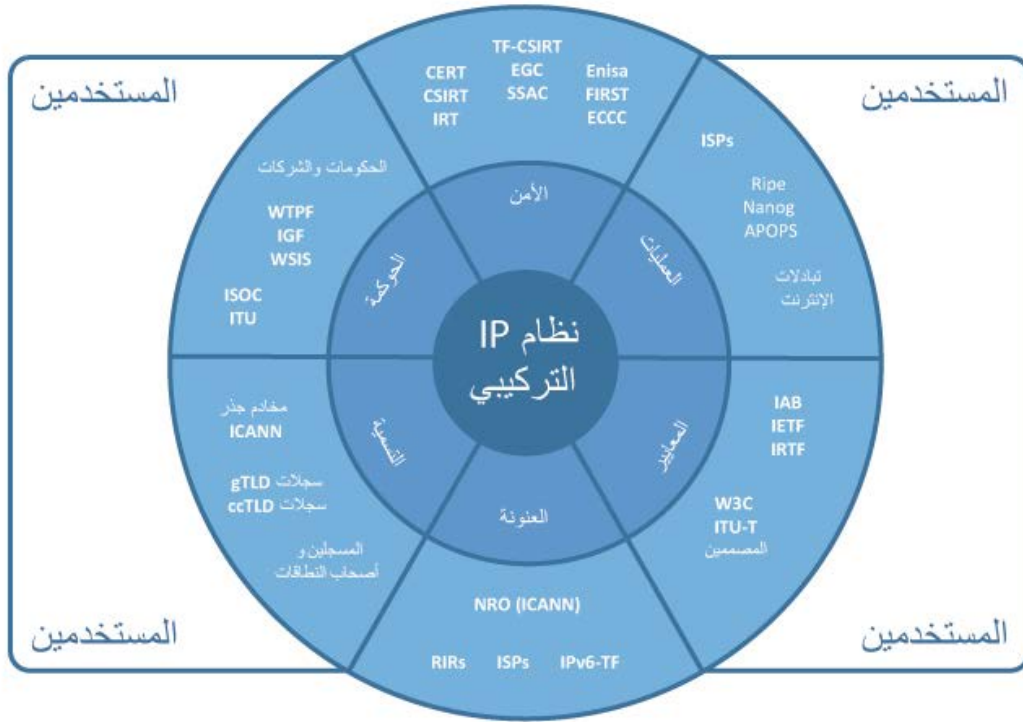 المستخدمين
المستخدمين
TF-CSIRT
EGC
SSAC
CERT
CSIRT
IRT
Enisa
FIRST
ECCC
الأمن
ISPs
Ripe
Nanog
APOPS
تبادلات
الإنترنت
العمليات
الحكومات والشركات
WTPF
IGF
WSIS
ISOC
ITU
الحوكمة
نظام IP
التركيبي
IAB
IETF
IRTF
W3C
ITU-T
المصممين
المعايير
مخادم جذر
ICANN
سجلات gTLD
سجلات ccTLD
المسجلين و
أصحاب النطاقات
التسمية
العنونة
NRO (ICANN)
RIRs ISPs IPv6-TF
المستخدمين
المستخدمين